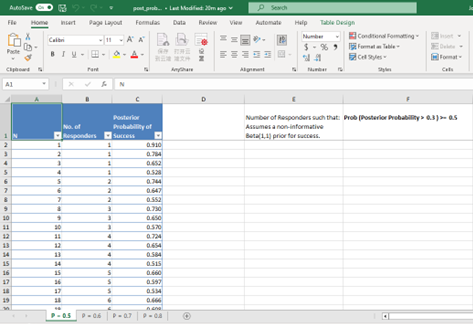 AutoSave On post_prob... • Last Modified: 20m ago Search
File Home Insert Page Layout Formulas Data Review View Automate Help Table Design
Paste Calibri 11 A A Number Conditional Formatting Insert
B I U A $ % Format as Table Delete
Cell Styles Format
Clipboard Font AnyShare Alignment Number Styles Cells
A1 N
A B C D E F
Posterior Number of Responders such that: Prob (Posterior Probability > 0.3 ) >= 0.5
No. of Probability of Assumes a non-informative
1 N Responders Success Beta(1,1) prior for success.
2 1 1 0.910
3 2 1 0.784
4 3 1 0.652
5 4 1 0.528
6 5 2 0.744
7 6 2 0.647
8 7 2 0.552
9 8 3 0.730
10 9 3 0.650
11 10 3 0.570
12 11 4 0.724
13 12 4 0.654
14 13 4 0.584
15 14 4 0.515
16 15 5 0.660
17 16 5 0.597
18 17 5 0.534
19 18 6 0.666
20 19 6 0.608
P = 0.5 P = 0.6 P = 0.7 P = 0.8